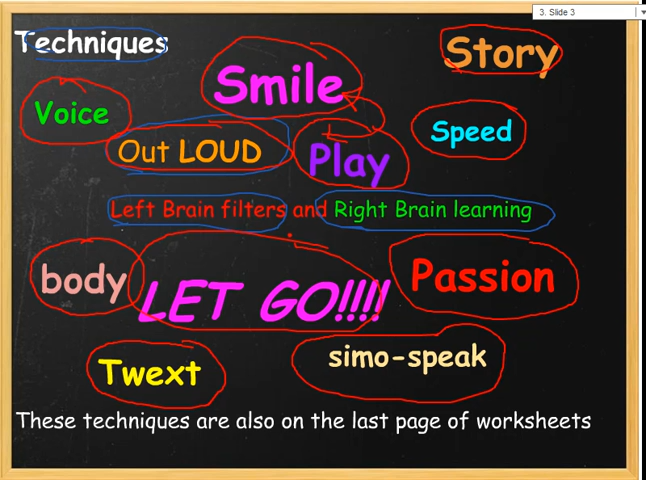 3. Slide 3
Techniques
Smile
Story
Voice
Out LOUD
Play
Speed
Left Brain filters and Right Brain learning
body
LET GO!!!!
Passion
Twext
simo-speak
These techniques are also on the last page of worksheets